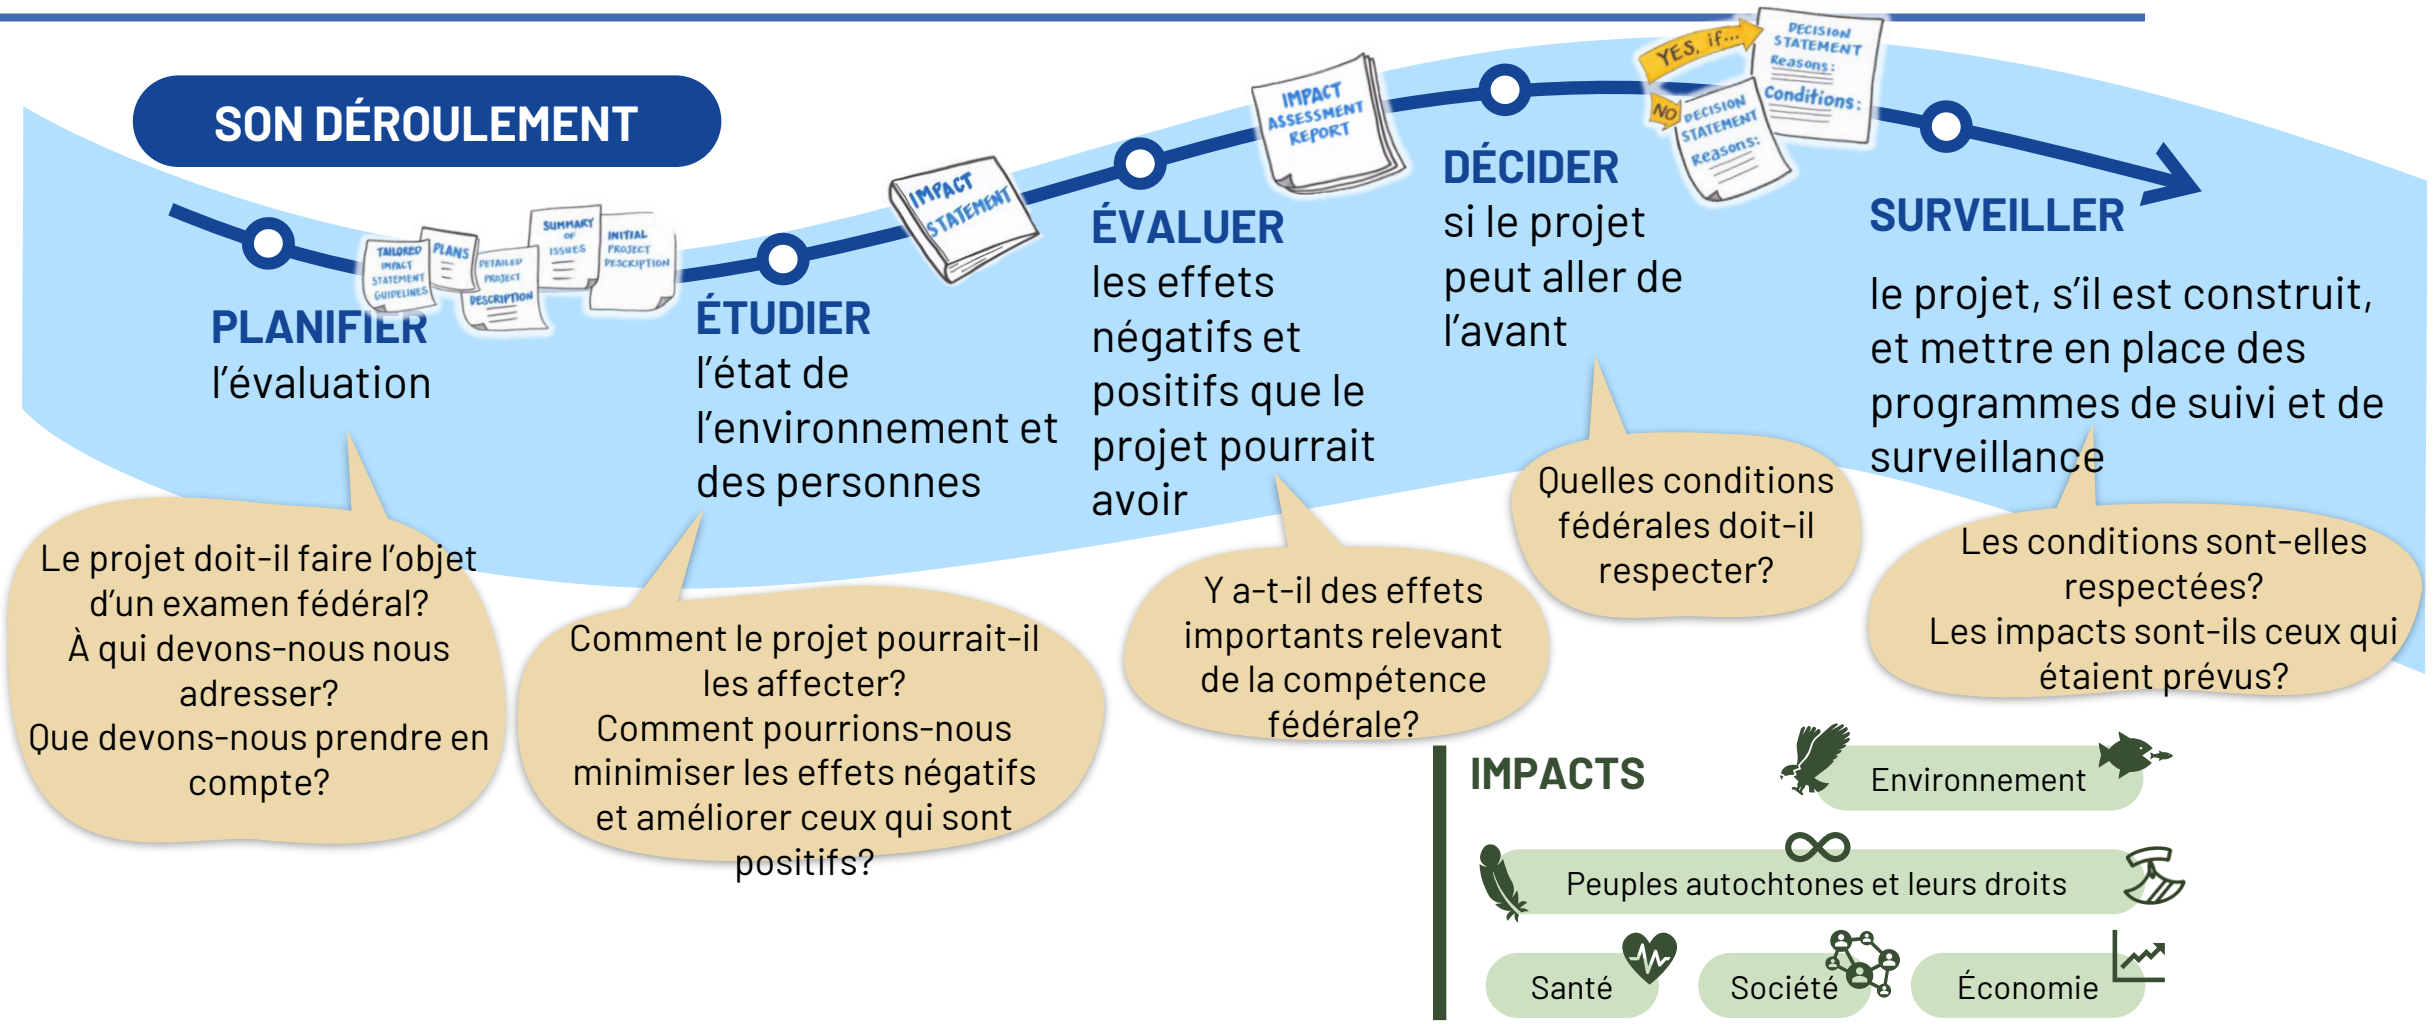 SON DÉROULEMENT
TAILORED
IMPACT
STATEMENT
GUIDELINES
PLANS
DETAILED
PROJECT
DESCRIPTION
SUMMARY
OF
ISSUES
INITIAL
PROJECT
DESCRIPTION
PLANIFIER
l'évaluation
Le projet doit-il faire l'objet
d'un examen fédéral?
À qui devons-nous nous
adresser?
Que devons-nous prendre en
compte?
ÉTUDIER
l'état de
l'environnement et
des personnes
Comment le projet pourrait-il
les affecter?
Comment pourrions-nous
minimiser les effets négatifs
et améliorer ceux qui sont
positifs?
IMPACT
STATEMENT
ÉVALUER
les effets
négatifs et
positifs que le
projet pourrait
avoir
Y a-t-il des effets
importants relevant
de la compétence
fédérale?
IMPACT
ASSESSMENT
REPORT
DÉCIDER
si le projet
peut aller de
l'avant
Quelles conditions
fédérales doit-il
respecter?
YES, if...
DECISION
STATEMENT
Reasons:
Conditions:
NO
DECISION
STATEMENT
Reasons:
SURVEILLER
le projet, s'il est construit,
et mettre en place des
programmes de suivi et de
surveillance
Les conditions sont-elles
respectées?
Les impacts sont-ils ceux qui
étaient prévus?
IMPACTS
Environnement
Peuples autochtones et leurs droits
Santé
Société
Économie